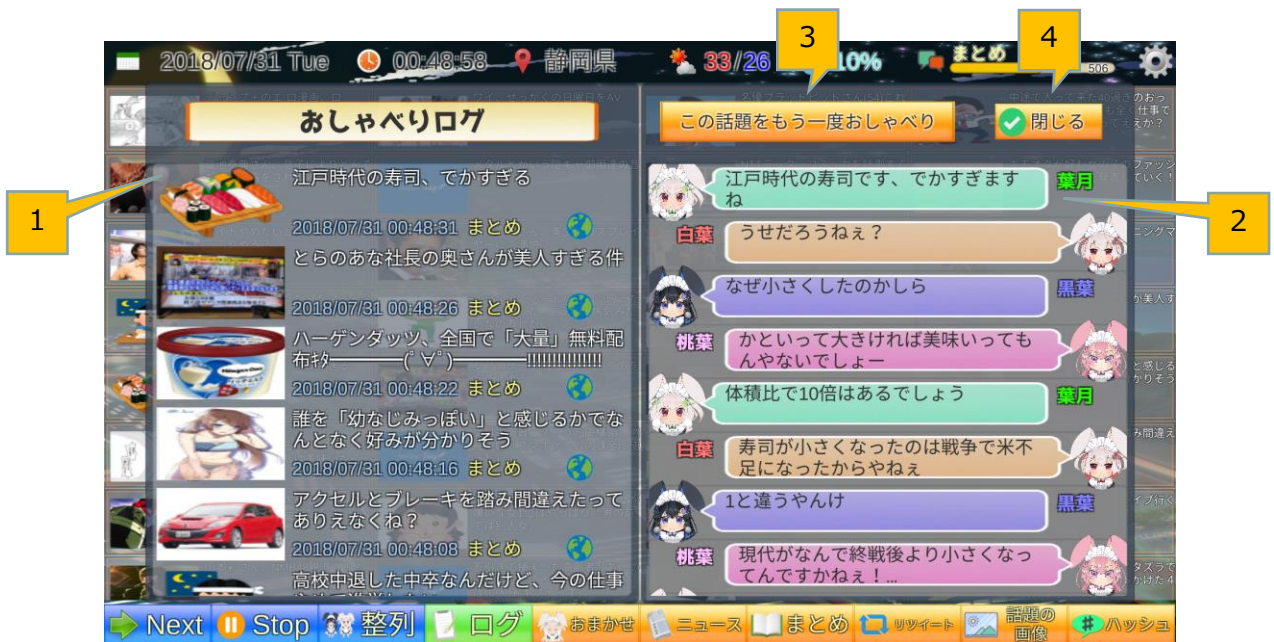 3
4
2018/07/31 Tue
00:48:58
静岡県
33/26
10%
まとめ
506
おしゃべりログ
この話題をもう一度おしゃべり
閉じる
1
2
江戸時代の寿司、でかすぎる
2018/07/31 00:48:31 まとめ
とらのあな社長の奥さんが美人すぎる件
2018/07/31 00:48:26 まとめ
ハーゲンダッツ、全国で「大量」無料配
布ｷﾀ━━━━(ﾟ∀ﾟ)━━━━!!!!!!!!!!!!!!!
2018/07/31 00:48:22 まとめ
誰を「幼なじみっぽい」と感じるかでな
んとなく好みが分かりそう
2018/07/31 00:48:16 まとめ
アクセルとブレーキを踏み間違えたって
ありえなくね？
2018/07/31 00:48:08 まとめ
高校中退した中卒なんだけど、今の仕事
江戸時代の寿司です、でかすぎます
ね
葉月
白葉
うせだろうねぇ？
なぜ小さくしたのかしら
黒葉
桃葉
かといって大きければ美味いっても
んやないでしょー
体積比で10倍はあるでしょう
葉月
白葉
寿司が小さくなったのは戦争で米不
足になったからやねぇ
1と違うやんけ
黒葉
桃葉
現代がなんで終戦後より小さくなっ
てんですかねぇ！...
Next
Stop
整列
ログ
おまかせ
ニュース
まとめ
リツイート
話題の
画像
ハッシュ